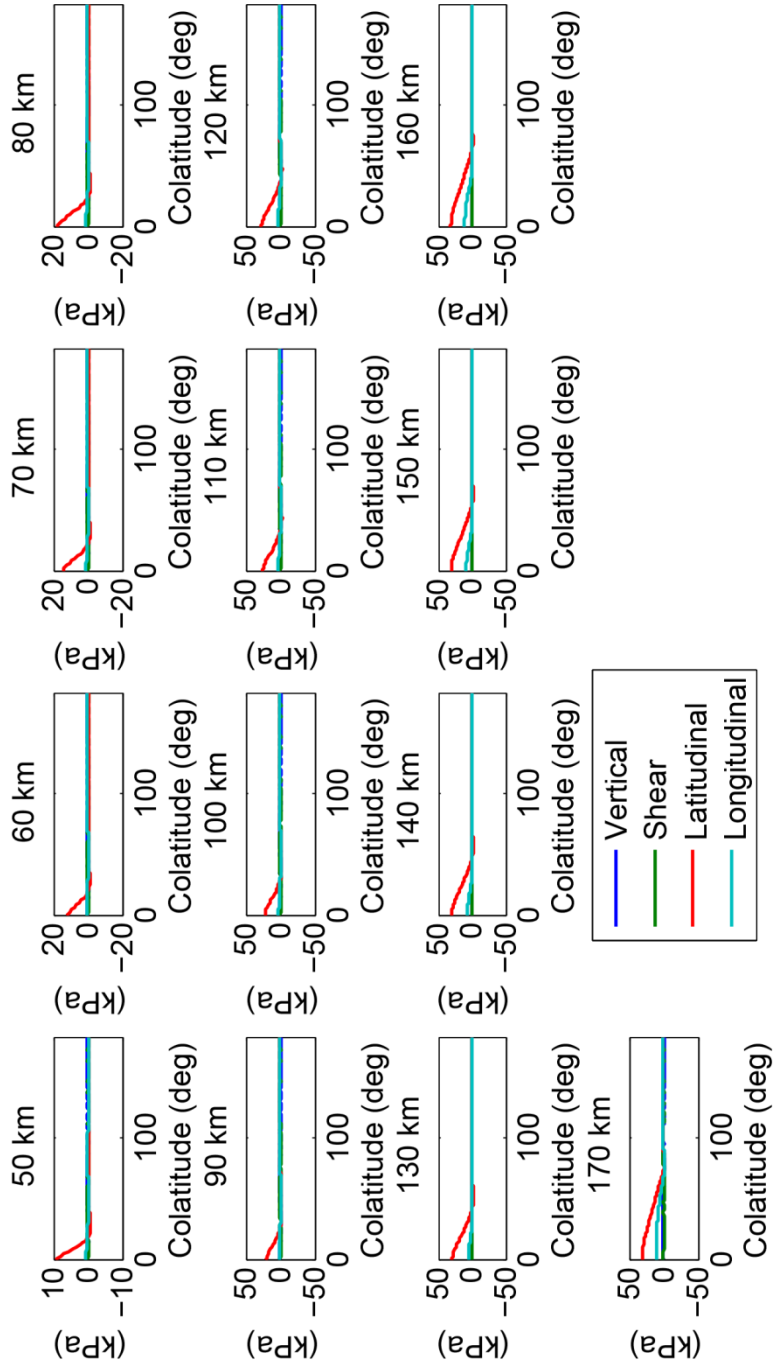 50 km
10
0
−10
(kPa)
0
100
Colatitude (deg)
60 km
20
0
−20
(kPa)
0
100
Colatitude (deg)
70 km
20
0
−20
(kPa)
0
100
Colatitude (deg)
80 km
20
0
−20
(kPa)
0
100
Colatitude (deg)
90 km
50
0
−50
(kPa)
0
100
Colatitude (deg)
100 km
50
0
−50
(kPa)
0
100
Colatitude (deg)
110 km
50
0
−50
(kPa)
0
100
Colatitude (deg)
120 km
50
0
−50
(kPa)
0
100
Colatitude (deg)
130 km
50
0
−50
(kPa)
0
100
Colatitude (deg)
140 km
50
0
−50
(kPa)
0
100
Colatitude (deg)
150 km
50
0
−50
(kPa)
0
100
Colatitude (deg)
160 km
50
0
−50
(kPa)
0
100
Colatitude (deg)
170 km
50
0
−50
(kPa)
0
100
Colatitude (deg)
Vertical
Shear
Latitudinal
Longitudinal